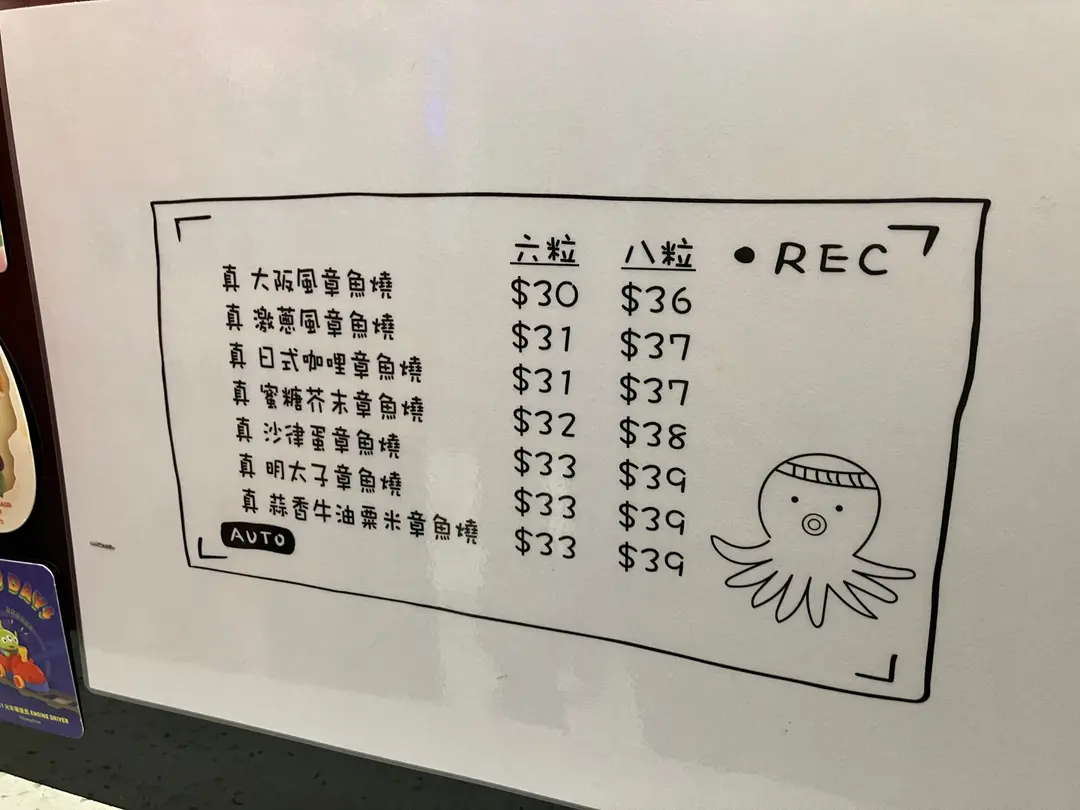 六粒 八粒 ● REC
真 大阪風章魚燒 $30 $36
真 激蔥風章魚燒 $31 $37
真 日式咖哩章魚燒 $31 $37
真 蜜糖芥末章魚燒 $32 $38
真 沙律蛋章魚燒 $33 $39
真 明太子章魚燒 $33 $39
真 蒜香牛油粟米章魚燒 $33 $39
AUTO
DAYS
ENGINE DRIVER